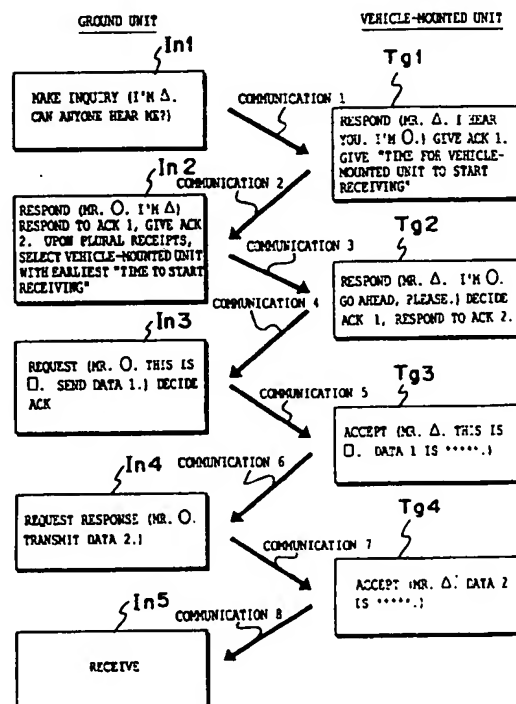 GROUND UNIT
VEHICLE-MOUNTED UNIT
In1
MAKE INQUIRY (I'M Δ.
CAN ANYONE HEAR ME?)
COMMUNICATION 1
Tg1
RESPOND (MR. Δ. I HEAR
YOU. I'M O.) GIVE ACK 1.
GIVE "TIME FOR VEHICLE-
MOUNTED UNIT TO START
RECEIVING"
COMMUNICATION 2
In2
RESPOND (MR. O. I'M Δ)
RESPOND TO ACK 1, GIVE ACK
2. UPON PLURAL RECEIPTS,
SELECT VEHICLE-MOUNTED UNIT
WITH EARLIEST "TIME TO START
RECEIVING"
COMMUNICATION 3
Tg2
RESPOND (MR. Δ. I'M O.
GO AHEAD, PLEASE.) DECIDE
ACK 1, RESPOND TO ACK 2.
COMMUNICATION 4
In3
REQUEST (MR. O. THIS IS
□. SEND DATA 1.) DECIDE
ACK
COMMUNICATION 5
Tg3
ACCEPT (MR. Δ. THIS IS
□. DATA 1 IS *****.)
COMMUNICATION 6
In4
REQUEST RESPONSE (MR. O.
TRANSMIT DATA 2.)
COMMUNICATION 7
Tg4
ACCEPT (MR. Δ. DATA 2
IS *****.)
COMMUNICATION 8
In5
RECEIVE